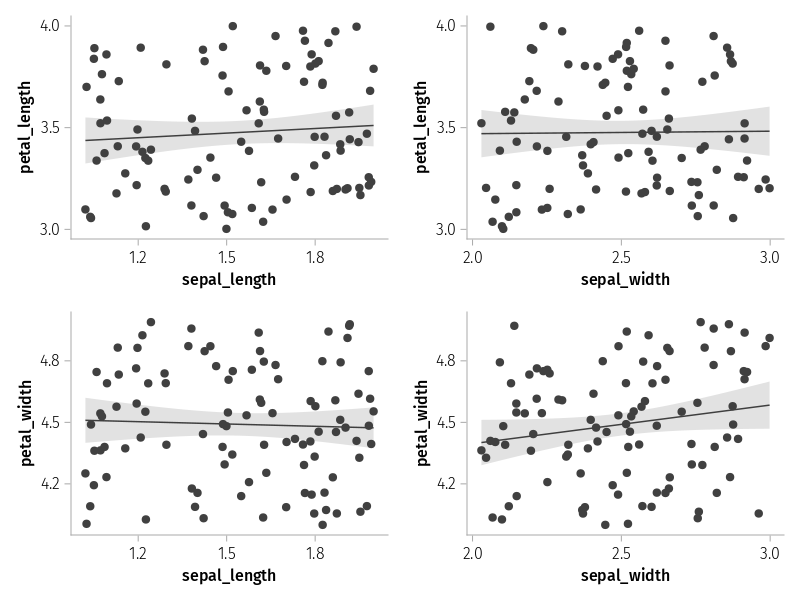 4.0
3.5
3.0
petal_length
1.2 1.5 1.8
sepal_length
4.0
3.5
3.0
petal_length
2.0 2.5 3.0
sepal_width
4.8
4.5
4.2
petal_width
1.2 1.5 1.8
sepal_length
4.8
4.5
4.2
petal_width
2.0 2.5 3.0
sepal_width